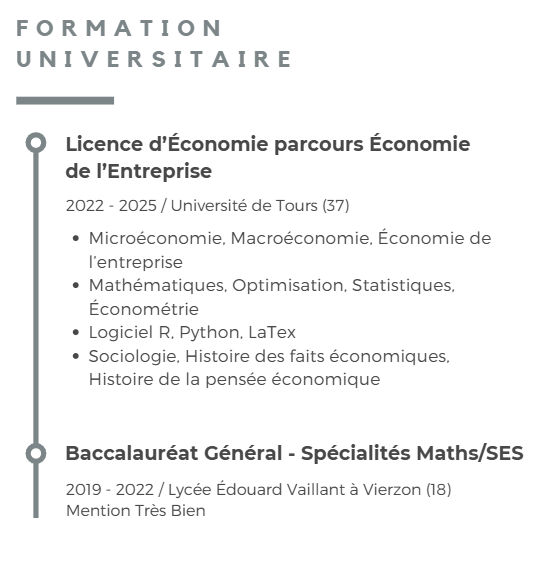 FORMATION
UNIVERSITAIRE
Licence d’Économie parcours Économie
de l’Entreprise
2022 - 2025 / Université de Tours (37)
• Microéconomie, Macroéconomie, Économie de
l’entreprise
• Mathématiques, Optimisation, Statistiques,
Économétrie
• Logiciel R, Python, LaTex
• Sociologie, Histoire des faits économiques,
Histoire de la pensée économique
Baccalauréat Général - Spécialités Maths/SES
2019 - 2022 / Lycée Édouard Vaillant à Vierzon (18)
Mention Très Bien